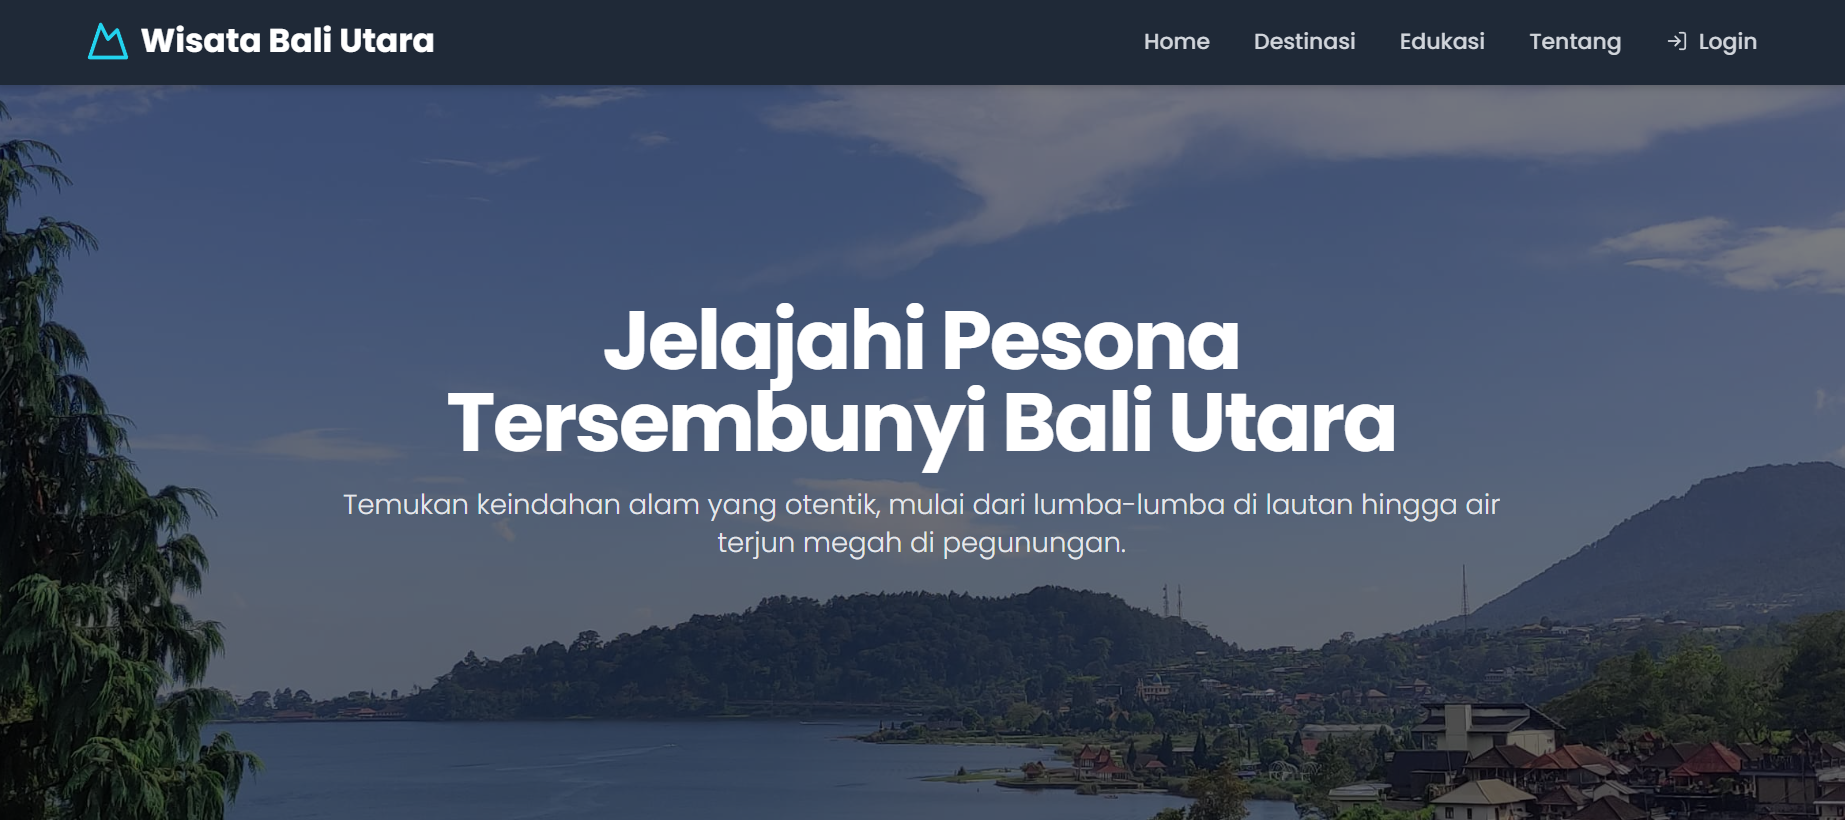 Wisata Bali Utara
Home
Destinasi
Edukasi
Tentang
Login
Jelajahi Pesona
Tersembunyi Bali Utara
Temukan keindahan alam yang otentik, mulai dari lumba-lumba di lautan hingga air
terjun megah di pegunungan.